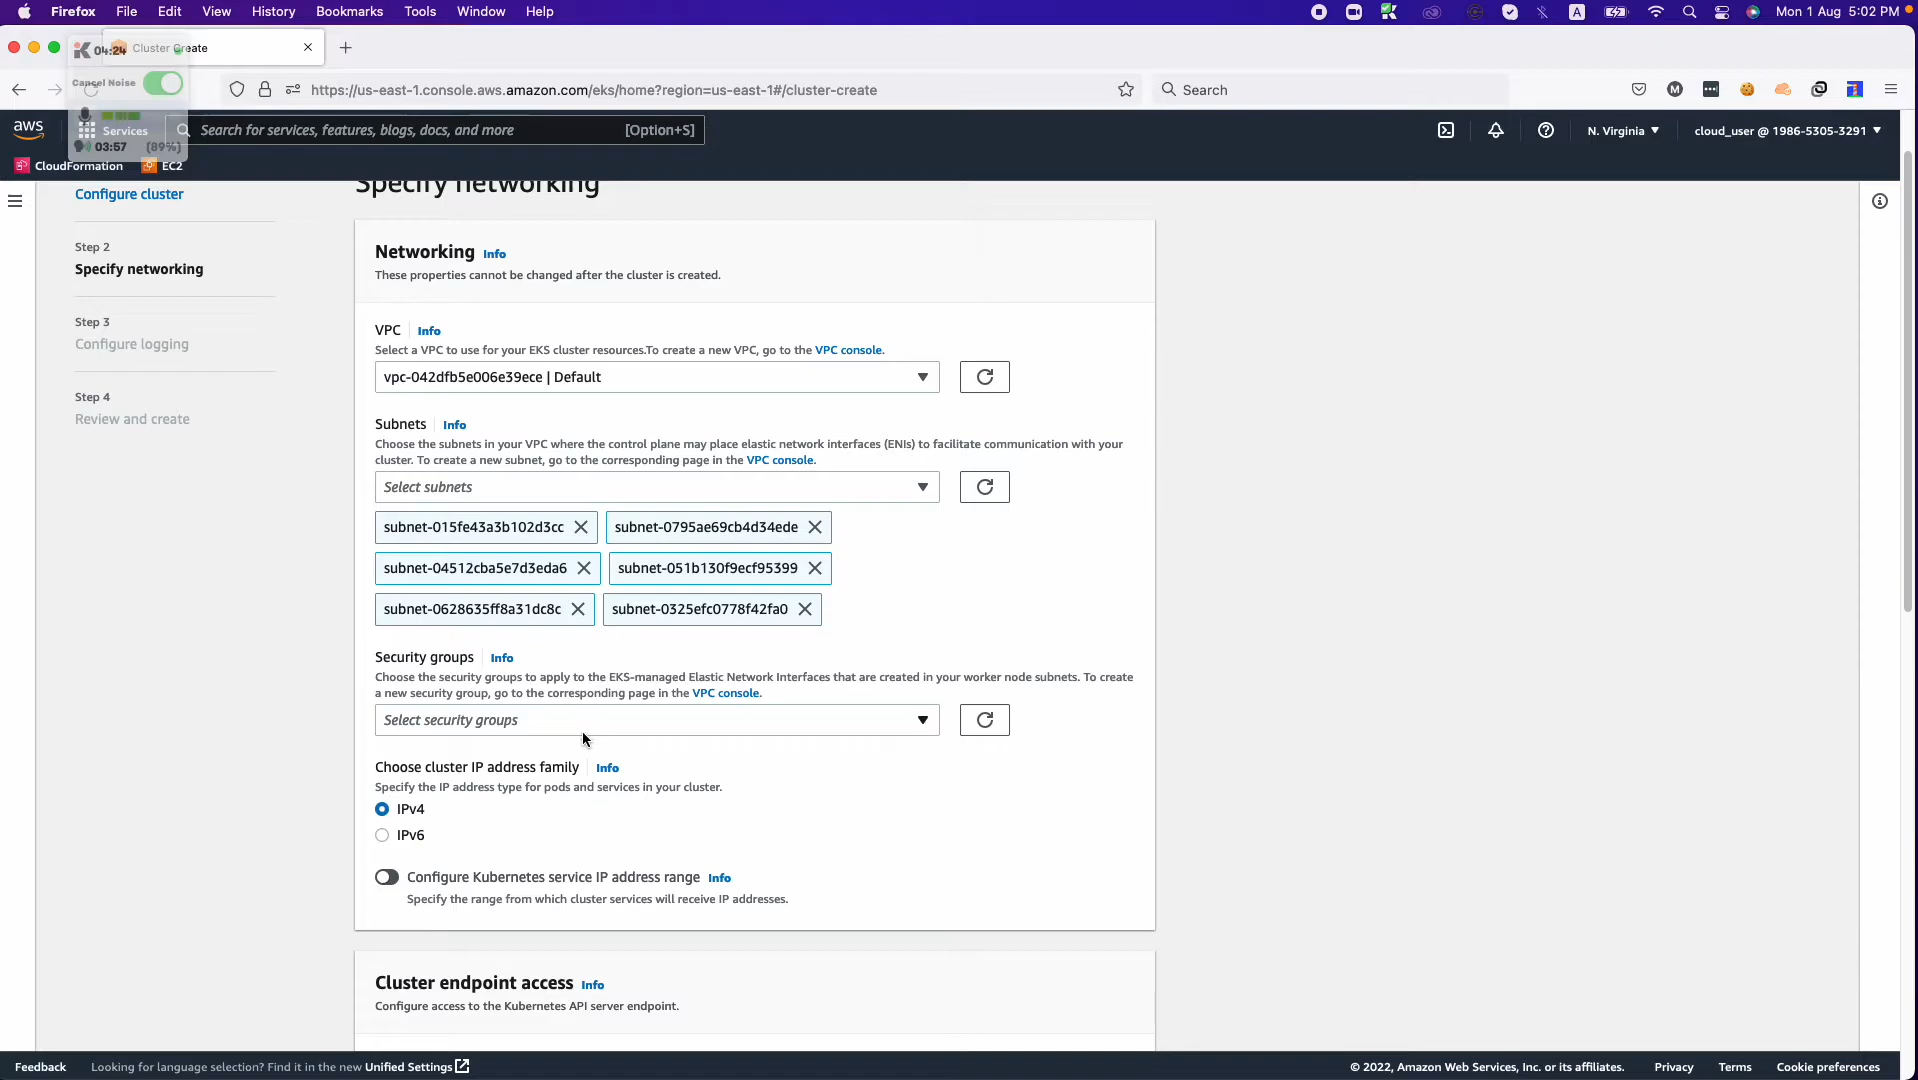 Firefox File Edit View History Bookmarks Tools Window Help
A
Mon 1 Aug 5:02 PM
04:24
Cluster Create
Cancel Noise
https://us-east-1.console.aws.amazon.com/eks/home?region=us-east-1#/cluster-create
Search
M
aws
Services
Search for services, features, blogs, docs, and more [Option+S]
N. Virginia
cloud_user @ 1986-5305-3291
03:57 (89%)
CloudFormation
EC2
Configure cluster
Step 2
Specify networking
Step 3
Configure logging
Step 4
Review and create
Specify networking
Networking Info
These properties cannot be changed after the cluster is created.
VPC Info
Select a VPC to use for your EKS cluster resources.To create a new VPC, go to the VPC console.
vpc-042dfb5e006e39ece | Default
Subnets Info
Choose the subnets in your VPC where the control plane may place elastic network interfaces (ENIs) to facilitate communication with your
cluster. To create a new subnet, go to the corresponding page in the VPC console.
Select subnets
subnet-015fe43a3b102d3cc
subnet-0795ae69cb4d34ede
subnet-04512cba5e7d3eda6
subnet-051b130f9ecf95399
subnet-0628635ff8a31dc8c
subnet-0325efc0778f42fa0
Security groups Info
Choose the security groups to apply to the EKS-managed Elastic Network Interfaces that are created in your worker node subnets. To create
a new security group, go to the corresponding page in the VPC console.
Select security groups
Choose cluster IP address family Info
Specify the IP address type for pods and services in your cluster.
IPv4
IPv6
Configure Kubernetes service IP address range Info
Specify the range from which cluster services will receive IP addresses.
Cluster endpoint access Info
Configure access to the Kubernetes API server endpoint.
Feedback
Looking for language selection? Find it in the new Unified Settings
© 2022, Amazon Web Services, Inc. or its affiliates.
Privacy
Terms
Cookie preferences